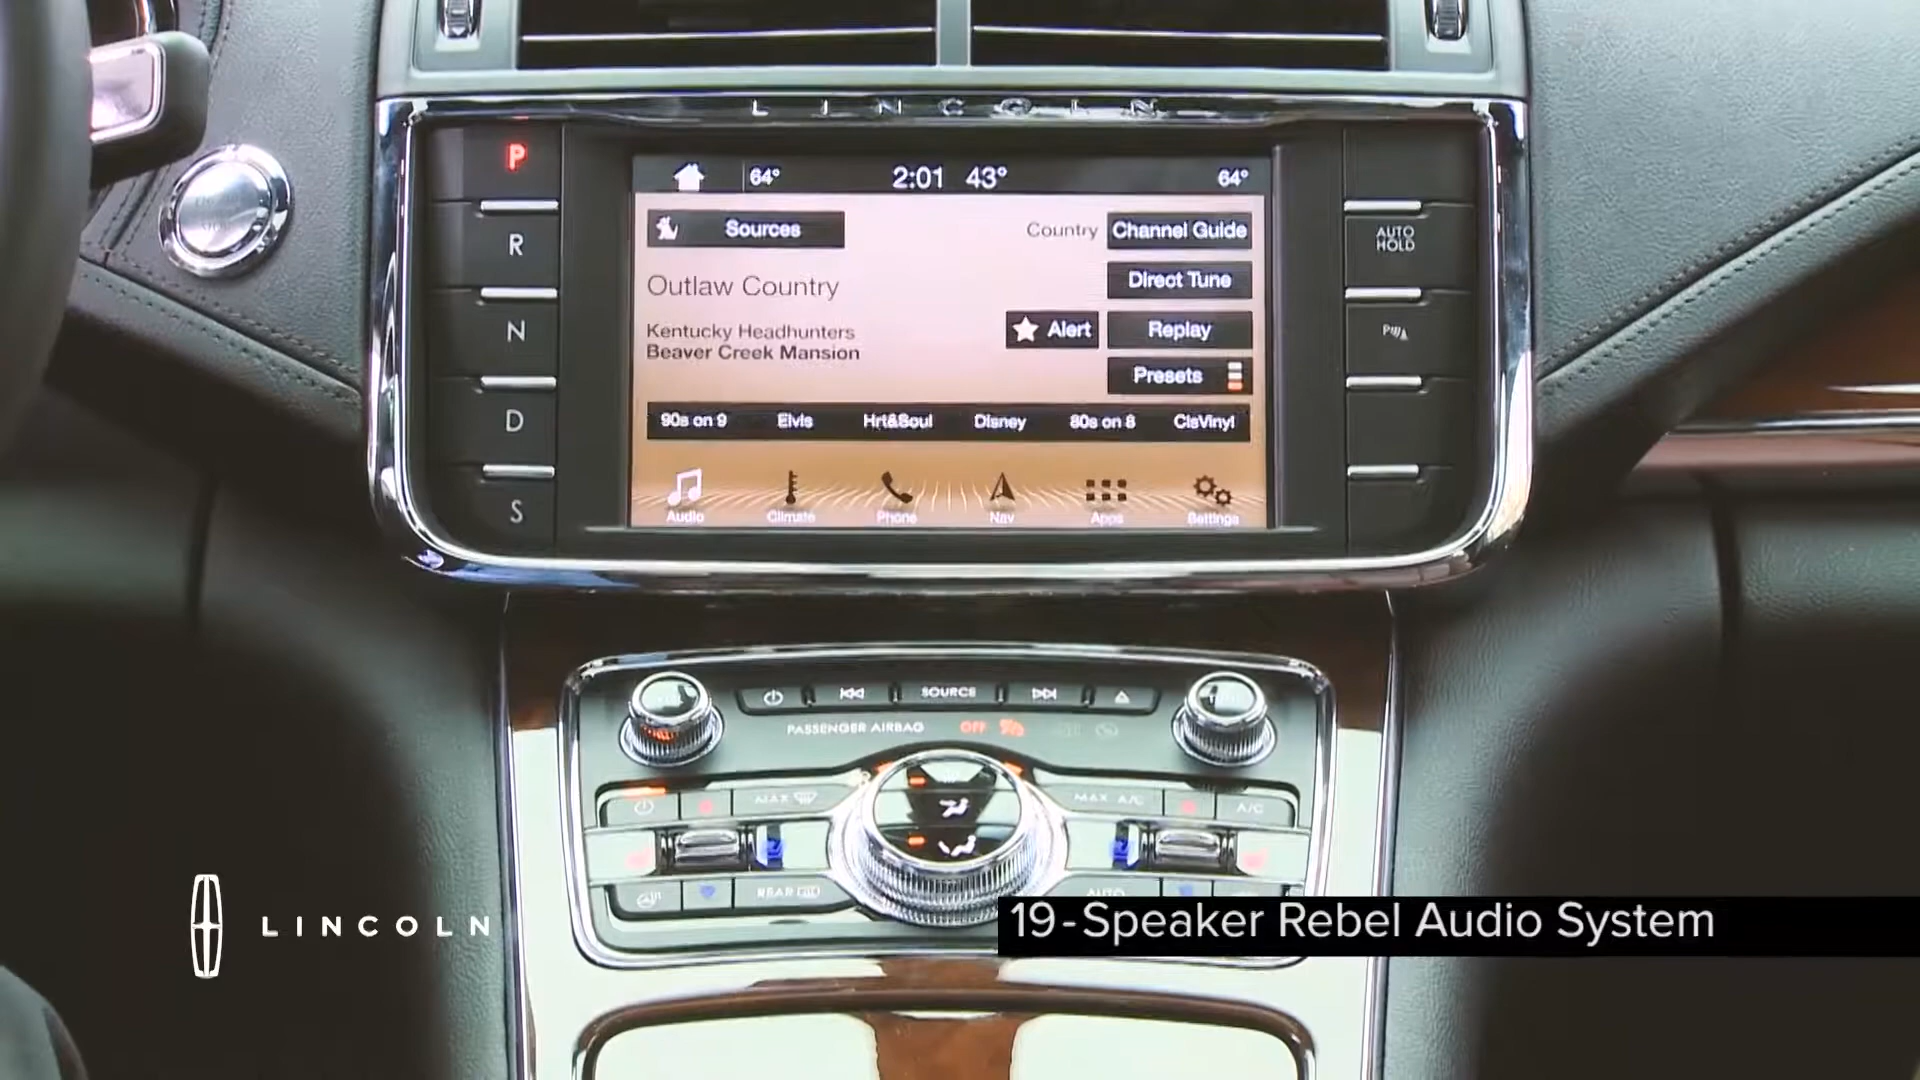 LINCOLN
P
R
N
D
S
64° 2:01 43° 64°
Sources
Country Channel Guide
Direct Tune
Outlaw Country
Kentucky Headhunters
Beaver Creek Mansion
Alert Replay
Presets
90s on 9 Elvis Hrt&Soul Disney 80s on 8 ClsVinyl
Audio Climate Phone Nav Apps Settings
AUTO
HOLD
SOURCE
PASSENGER AIRBAG OFF
MAX MAX A/C A/C
REAR AUTO
LINCOLN
19-Speaker Rebel Audio System